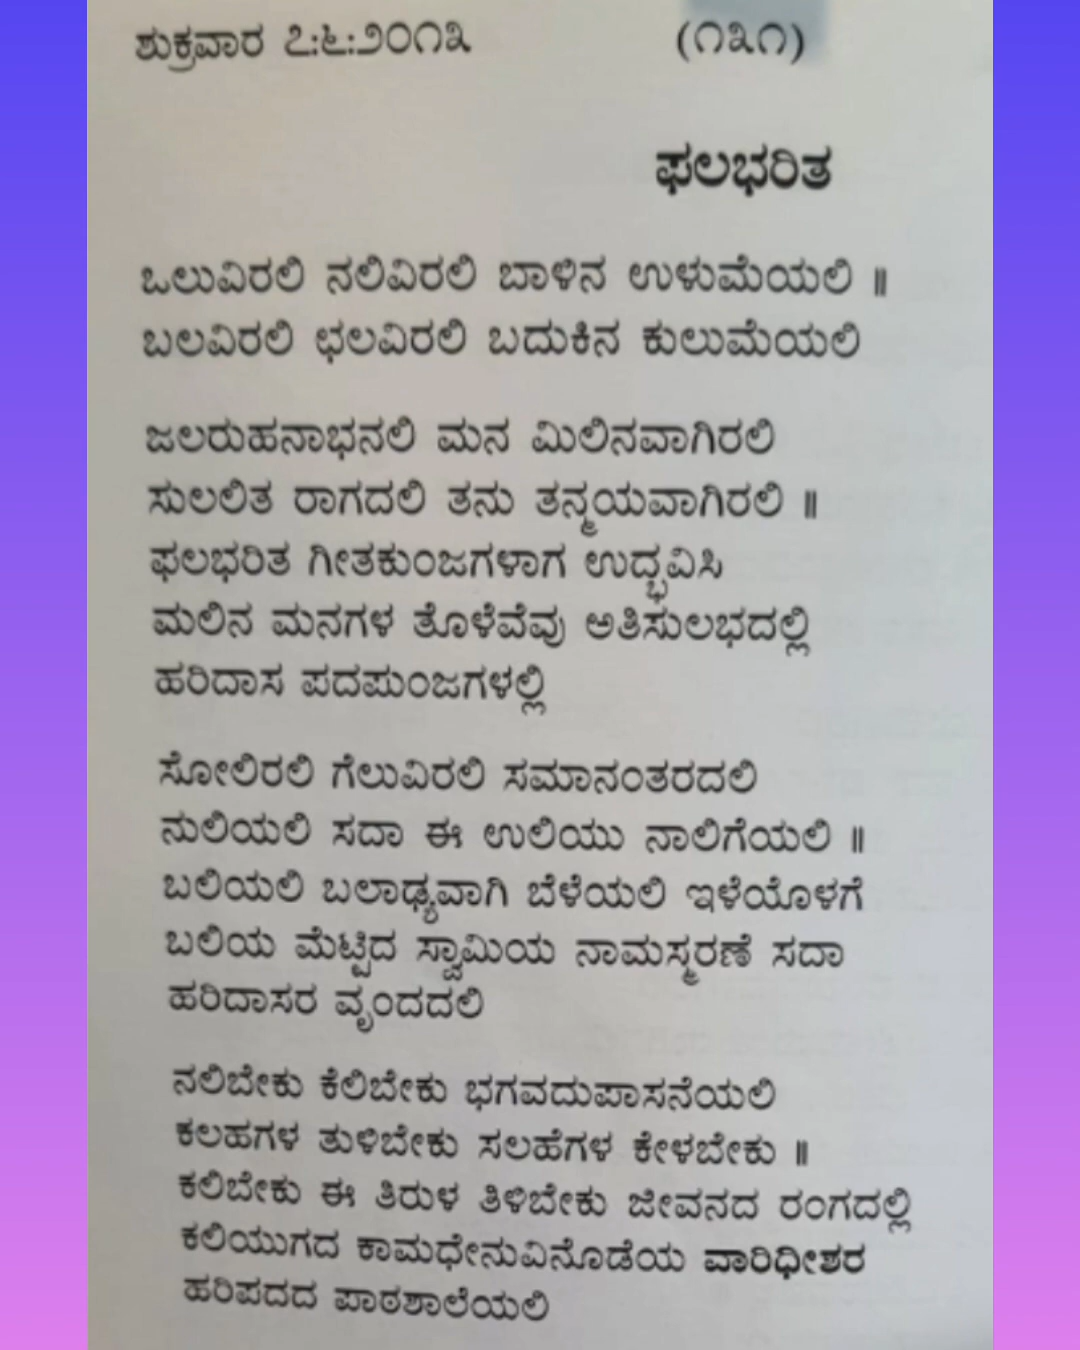 ಶುಕ್ರವಾರ ೭:೬:೨೦೧೩ (೧೩೧)
ಫಲಭರಿತ
ಒಲುವಿರಲಿ ನಲಿವಿರಲಿ ಬಾಳಿನ ಉಳುಮೆಯಲಿ ॥
ಬಲವಿರಲಿ ಛಲವಿರಲಿ ಬದುಕಿನ ಕುಲುಮೆಯಲಿ
ಜಲರುಹನಾಭನಲಿ ಮನ ಮಿಲಿನವಾಗಿರಲಿ
ಸುಲಲಿತ ರಾಗದಲಿ ತನು ತನ್ಮಯವಾಗಿರಲಿ ॥
ಫಲಭರಿತ ಗೀತಕುಂಜಗಳಾಗ ಉದ್ಭವಿಸಿ
ಮಲಿನ ಮನಗಳ ತೊಳೆವೆವು ಅತಿಸುಲಭದಲ್ಲಿ
ಹರಿದಾಸ ಪದಪುಂಜಗಳಲ್ಲಿ
ಸೋಲಿರಲಿ ಗೆಲುವಿರಲಿ ಸಮಾನಂತರದಲಿ
ನುಲಿಯಲಿ ಸದಾ ಈ ಉಲಿಯು ನಾಲಿಗೆಯಲಿ ॥
ಬಲಿಯಲಿ ಬಲಾಢ್ಯವಾಗಿ ಬೆಳೆಯಲಿ ಇಳೆಯೊಳಗೆ
ಬಲಿಯ ಮೆಟ್ಟಿದ ಸ್ವಾಮಿಯ ನಾಮಸ್ಮರಣೆ ಸದಾ
ಹರಿದಾಸರ ವೃಂದದಲಿ
ನಲಿಬೇಕು ಕೆಲಿಬೇಕು ಭಗವದುಪಾಸನೆಯಲಿ
ಕಲಹಗಳ ತುಳಿಬೇಕು ಸಲಹೆಗಳ ಕೇಳಬೇಕು ॥
ಕಲಿಬೇಕು ಈ ತಿರುಳ ತಿಳಿಬೇಕು ಜೀವನದ ರಂಗದಲ್ಲಿ
ಕಲಿಯುಗದ ಕಾಮಧೇನುವಿನೊಡೆಯ ವಾರಿಧೀಶರ
ಹರಿಪದದ ಪಾಠಶಾಲೆಯಲಿ